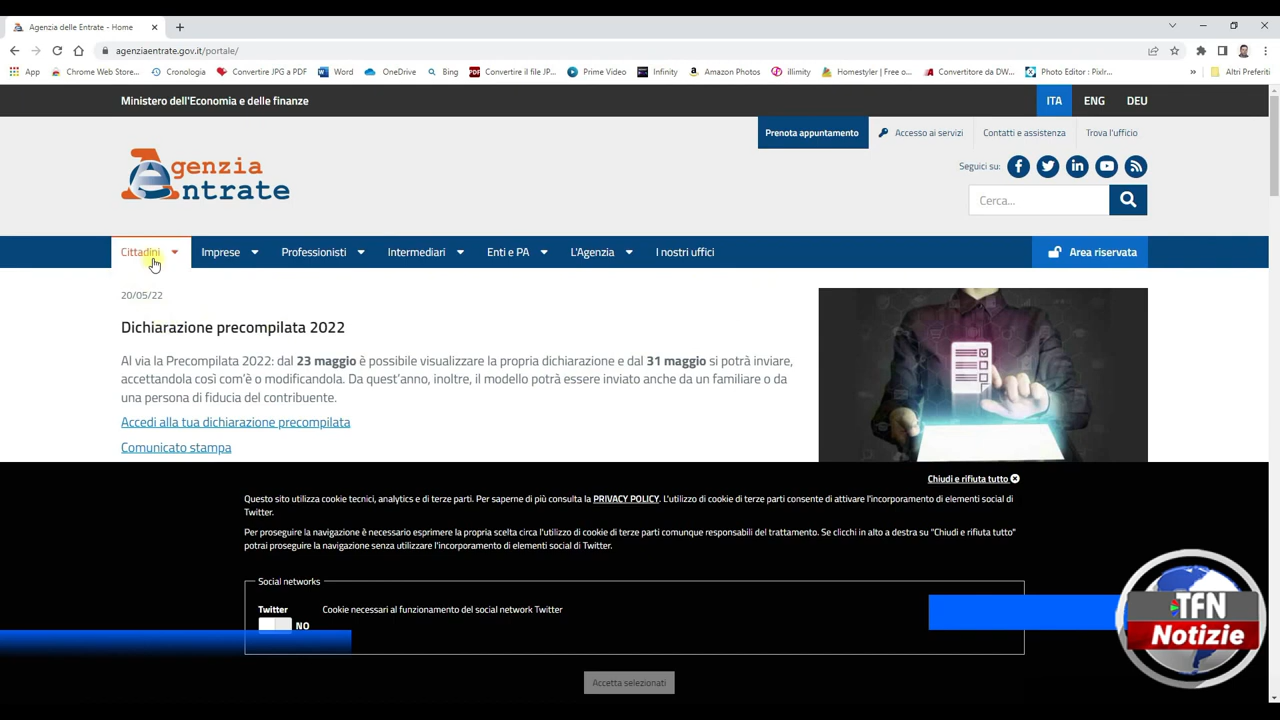 Agenzia delle Entrate - Home
agenziaentrate.gov.it/portale/
App Chrome Web Store... Cronologia Convertire JPG a PDF Word OneDrive Bing Convertire il file JP... Prime Video Infinity Amazon Photos illimity Homestyler | Free o... Convertitore da DW... Photo Editor : Pixlr... » Altri Preferiti
Ministero dell'Economia e delle finanze
ITA ENG DEU
Prenota appuntamento Accesso ai servizi Contatti e assistenza Trova l'ufficio
Seguici su:
Agenzia
Entrate
Cerca...
Cittadini Imprese Professionisti Intermediari Enti e PA L'Agenzia I nostri uffici Area riservata
20/05/22
Dichiarazione precompilata 2022
Al via la Precompilata 2022: dal 23 maggio è possibile visualizzare la propria dichiarazione e dal 31 maggio si potrà inviare,
accettandola così com'è o modificandola. Da quest'anno, inoltre, il modello potrà essere inviato anche da un familiare o da
una persona di fiducia del contribuente.
Accedi alla tua dichiarazione precompilata
Comunicato stampa
Chiudi e rifiuta tutto
Questo sito utilizza cookie tecnici, analytics e di terze parti. Per saperne di più consulta la PRIVACY POLICY. L'utilizzo di cookie di terze parti consente di attivare l'incorporamento di elementi social di
Twitter.
Per proseguire la navigazione è necessario esprimere la propria scelta circa l'utilizzo di cookie di terze parti comunque responsabili del trattamento. Se clicchi in alto a destra su "Chiudi e rifiuta tutto"
potrai proseguire la navigazione senza utilizzare l'incorporamento di elementi social di Twitter.
Social networks
Twitter Cookie necessari al funzionamento del social network Twitter
NO
Accetta selezionati
TFN
Notizie